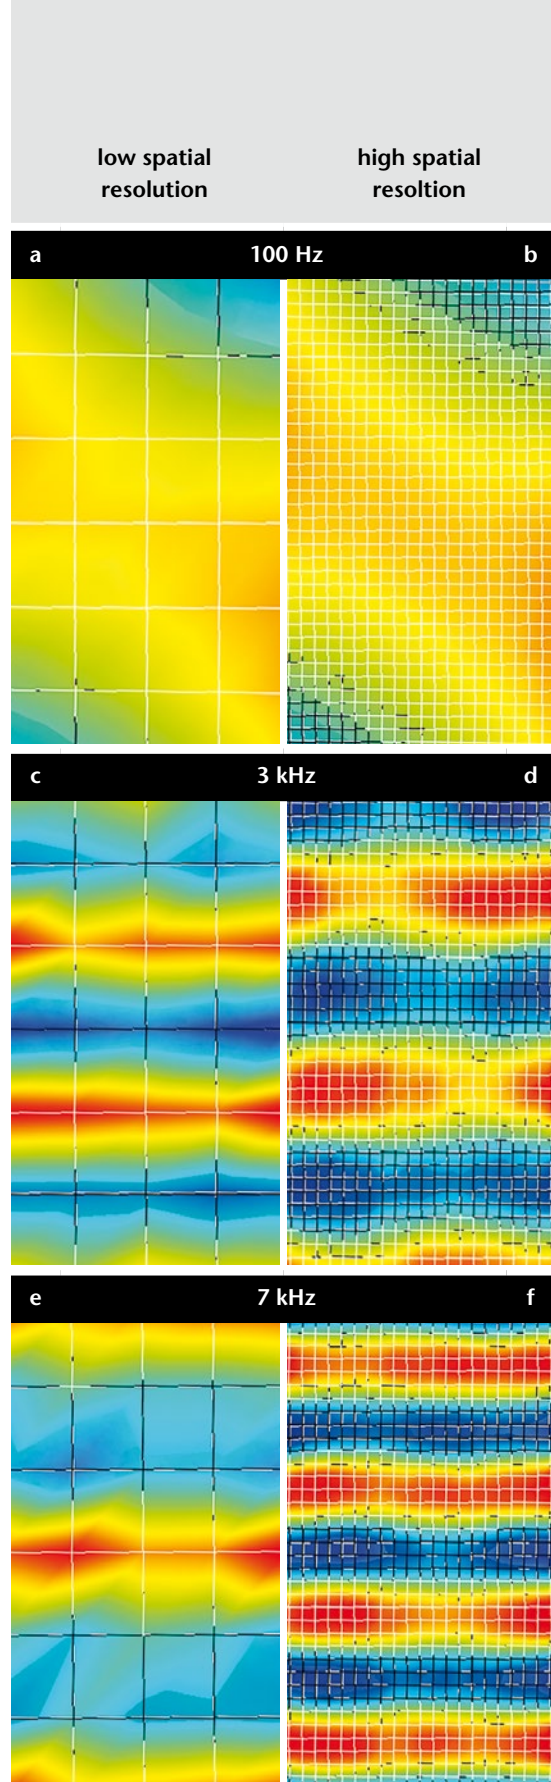 low spatial
resolution
high spatial
resoltion
a 100 Hz b
c 3 kHz d
e 7 kHz f